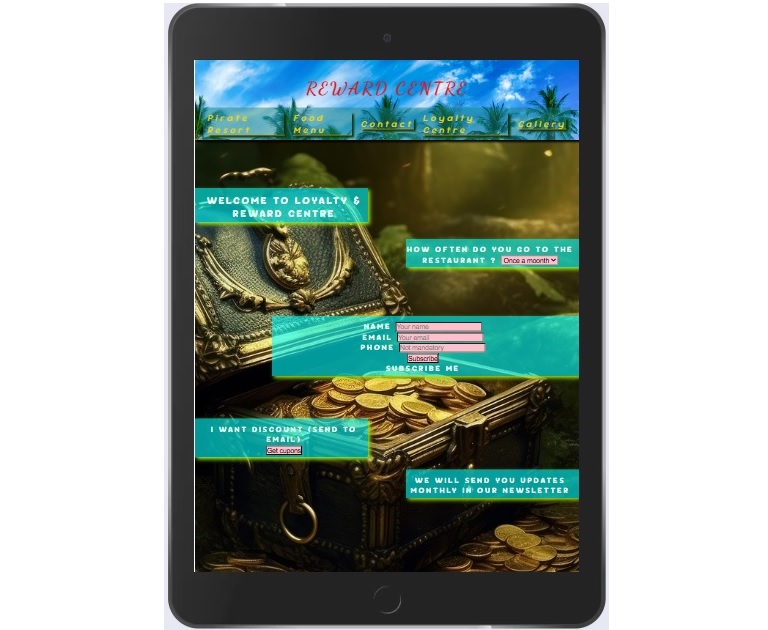 REWARD CENTRE
Pirate Resort
Food Menu
Contact
Loyalty Centre
Gallery
WELCOME TO LOYALTY &
REWARD CENTRE
HOW OFTEN DO YOU GO TO THE
RESTAURANT ? Once a moonth
NAME Your name
EMAIL Your email
PHONE Not mandatory
Subscribe
SUBSCRIBE ME
I WANT DISCOUNT (SEND TO
EMAIL)
Get cupons
WE WILL SEND YOU UPDATES
MONTHLY IN OUR NEWSLETTER